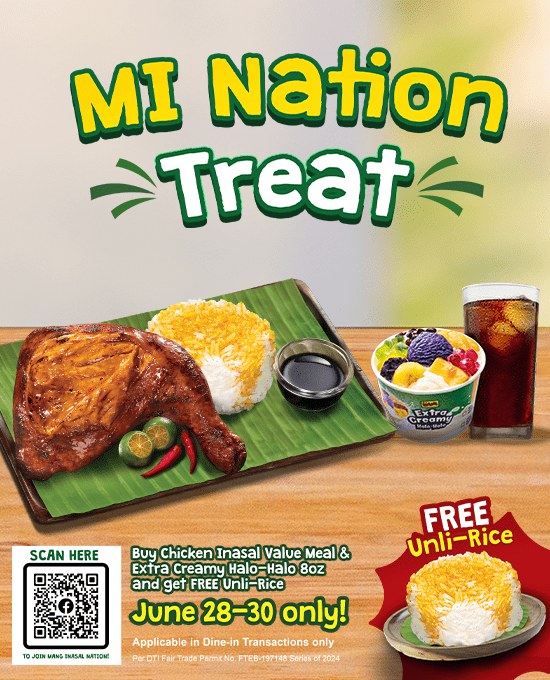 MI Nation
Treat
Extra
Creamy
Halo-Halo
FREE
Unli-Rice
SCAN HERE
TO JOIN MANG INASAL NATION!
Buy Chicken Inasal Value Meal &
Extra Creamy Halo-Halo 8oz
and get FREE Unli-Rice
June 28-30 only!
Applicable in Dine-in Transactions only
Per DTI Fair Trade Permit No. FTEB-197148 Series of 2024